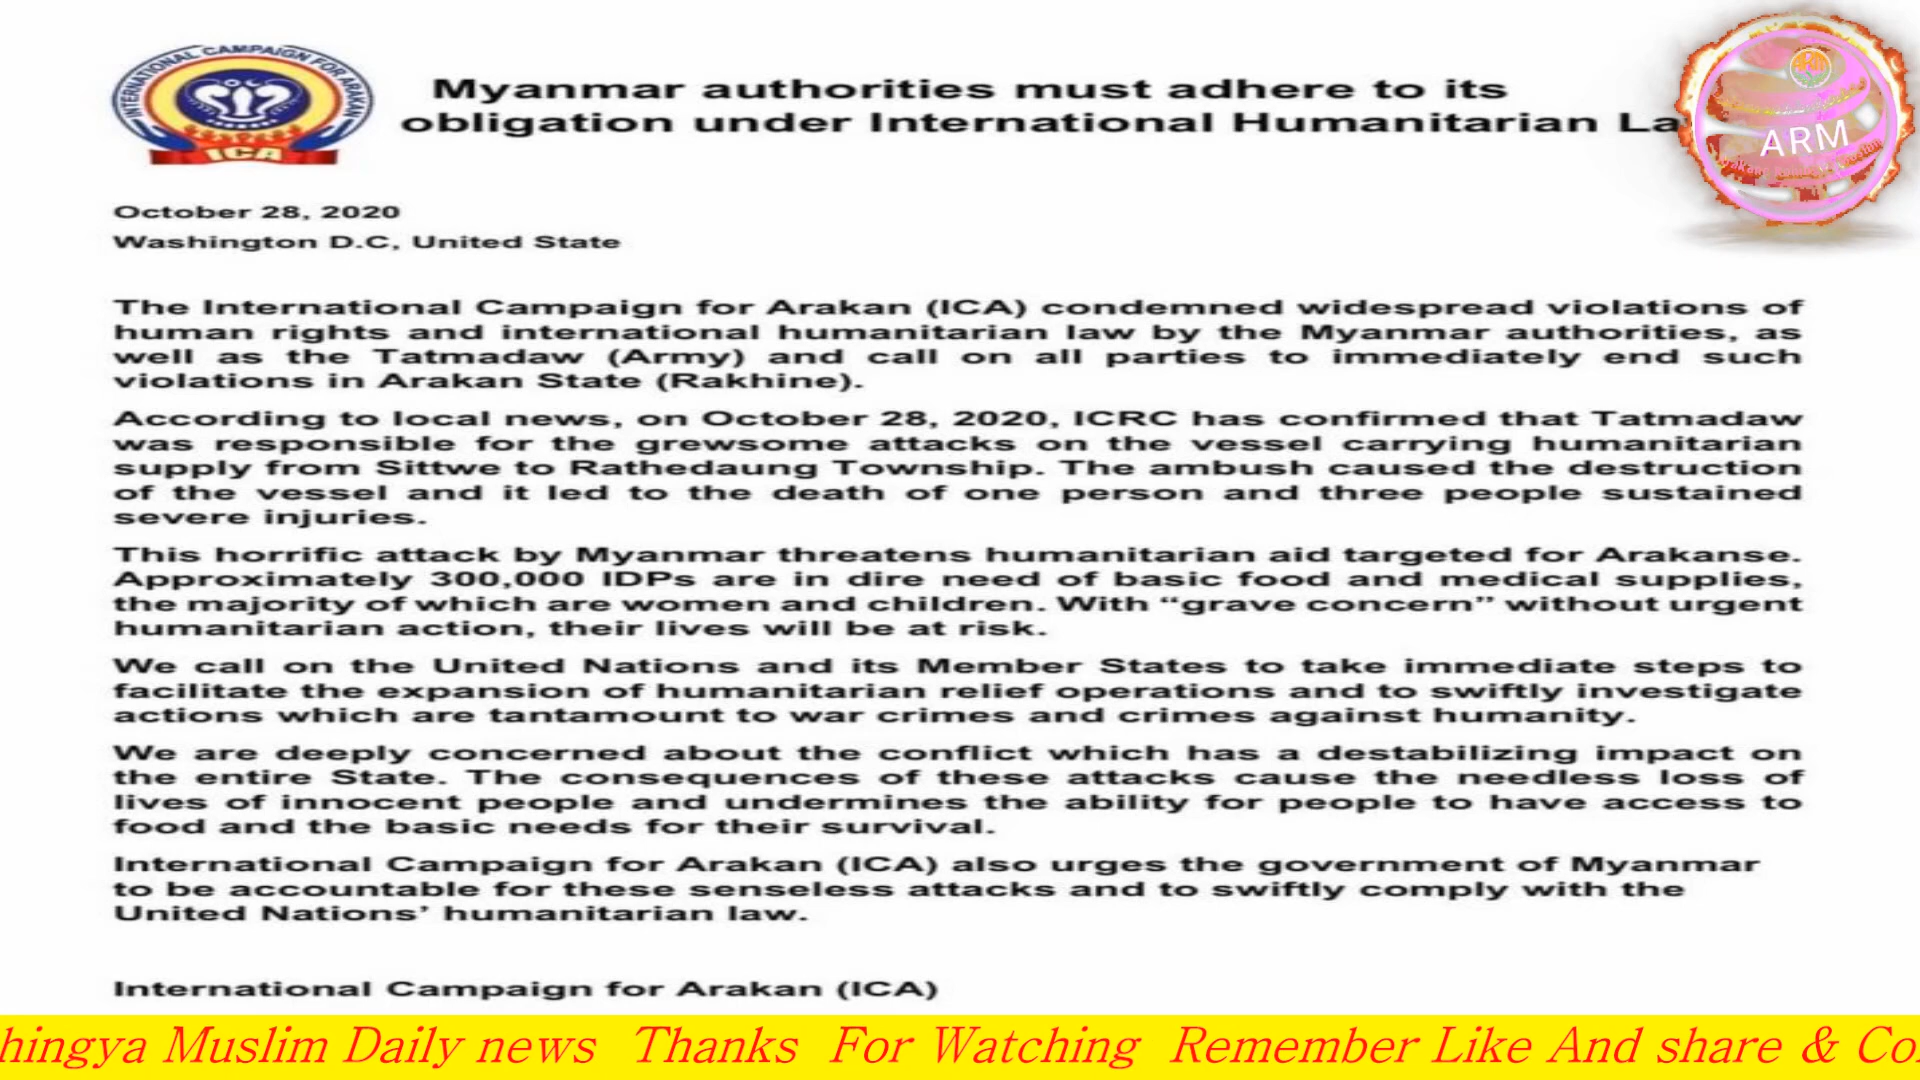 INTERNATIONAL CAMPAIGN FOR ARAKAN
ICA
Myanmar authorities must adhere to its
obligation under International Humanitarian La
ARM
October 28, 2020
Washington D.C, United State
The International Campaign for Arakan (ICA) condemned widespread violations of
human rights and international humanitarian law by the Myanmar authorities, as
well as the Tatmadaw (Army) and call on all parties to immediately end such
violations in Arakan State (Rakhine).
According to local news, on October 28, 2020, ICRC has confirmed that Tatmadaw
was responsible for the grewsome attacks on the vessel carrying humanitarian
supply from Sittwe to Rathedaung Township. The ambush caused the destruction
of the vessel and it led to the death of one person and three people sustained
severe injuries.
This horrific attack by Myanmar threatens humanitarian aid targeted for Arakanse.
Approximately 300,000 IDPs are in dire need of basic food and medical supplies,
the majority of which are women and children. With “grave concern” without urgent
humanitarian action, their lives will be at risk.
We call on the United Nations and its Member States to take immediate steps to
facilitate the expansion of humanitarian relief operations and to swiftly investigate
actions which are tantamount to war crimes and crimes against humanity.
We are deeply concerned about the conflict which has a destabilizing impact on
the entire State. The consequences of these attacks cause the needless loss of
lives of innocent people and undermines the ability for people to have access to
food and the basic needs for their survival.
International Campaign for Arakan (ICA) also urges the government of Myanmar
to be accountable for these senseless attacks and to swiftly comply with the
United Nations’ humanitarian law.
International Campaign for Arakan (ICA)
hingya Muslim Daily news Thanks For Watching Remember Like And share & Co